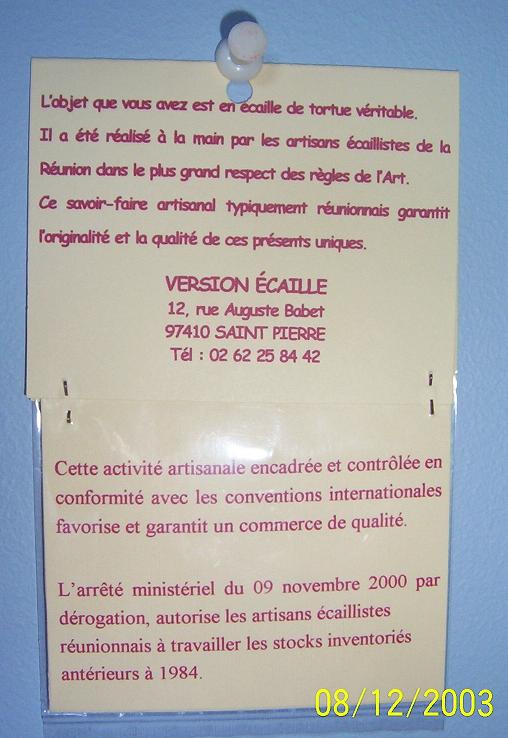 L'objet que vous avez est en écaille de tortue véritable.
Il a été réalisé à la main par les artisans écaillistes de la
Réunion dans le plus grand respect des règles de l'Art.
Ce savoir-faire artisanal typiquement réunionnais garantit
l'originalité et la qualité de ces présents uniques.
VERSION ÉCAILLE
12, rue Auguste Babet
97410 SAINT PIERRE
Tél : 02 62 25 84 42
Cette activité artisanale encadrée et contrôlée en
conformité avec les conventions internationales
favorise et garantit un commerce de qualité.
L'arrêté ministériel du 09 novembre 2000 par
dérogation, autorise les artisans écaillistes
réunionnais à travailler les stocks inventoriés
antérieurs à 1984.
08/12/2003